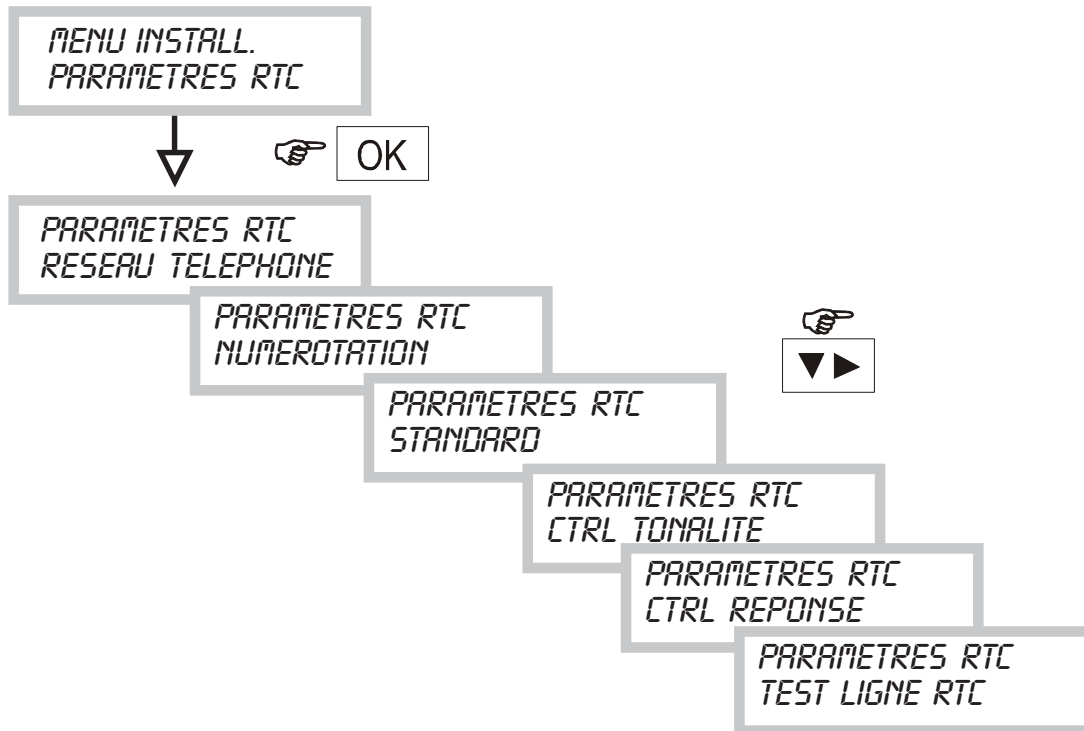 MENU INSTALL.
PARAMETRES RTC
OK
PARAMETRES RTC
RESEAU TELEPHONE
PARAMETRES RTC
NUMEROTATION
PARAMETRES RTC
STANDARD
PARAMETRES RTC
CTRL TONALITE
PARAMETRES RTC
CTRL REPONSE
PARAMETRES RTC
TEST LIGNE RTC